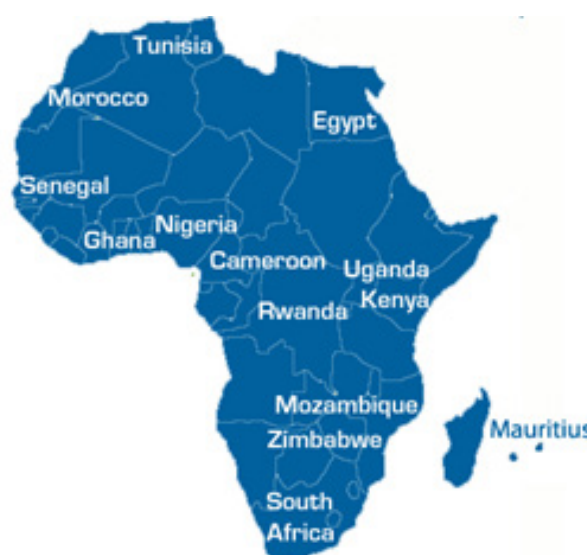 Tunisia
Morocco
Egypt
Senegal
Nigeria
Ghana
Cameroon
Uganda
Kenya
Rwanda
Mozambique
Mauritius
Zimbabwe
South
Africa